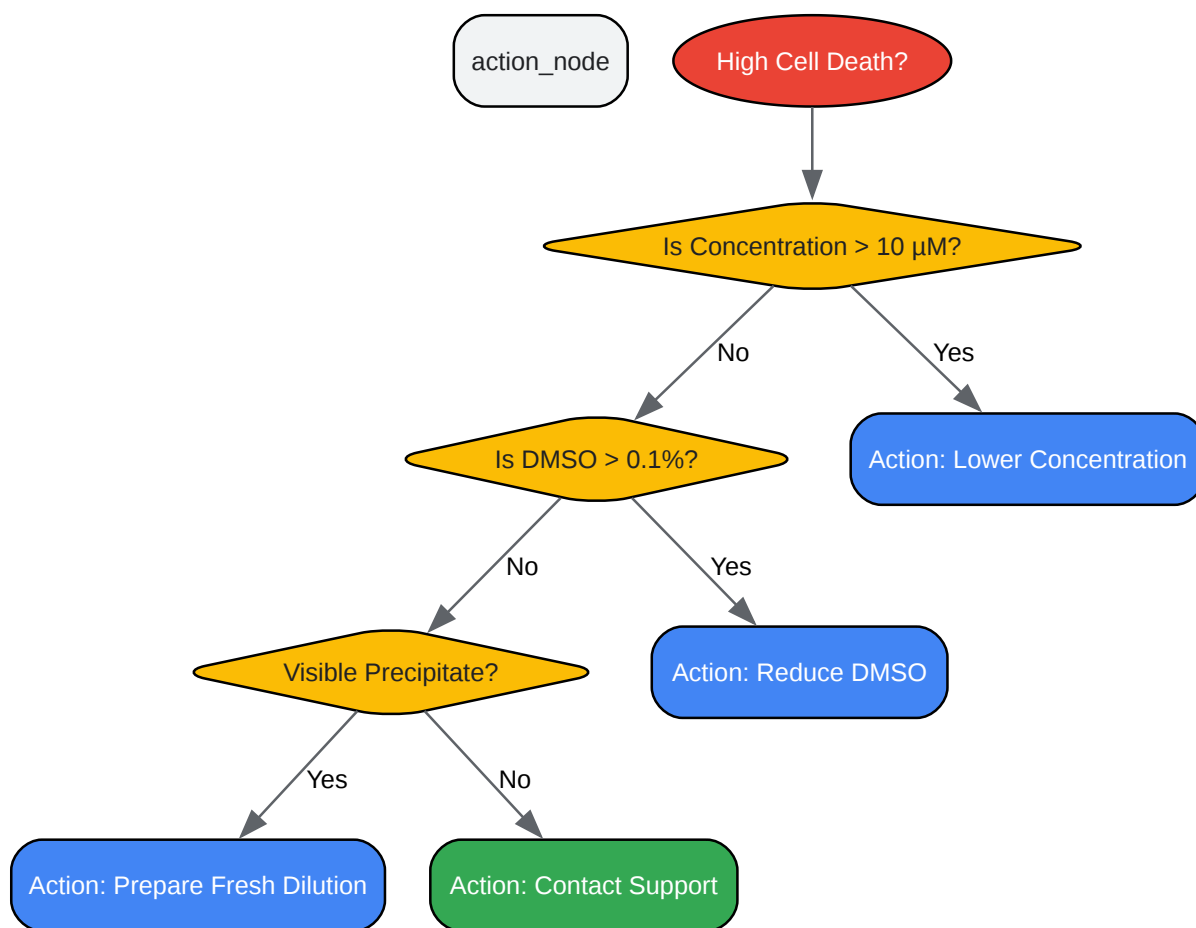 action_node
High Cell Death?
Is Concentration > 10 µM?
No
Yes
Is DMSO > 0.1%?
Action: Lower Concentration
No
Yes
Visible Precipitate?
Action: Reduce DMSO
Yes
No
Action: Prepare Fresh Dilution
Action: Contact Support